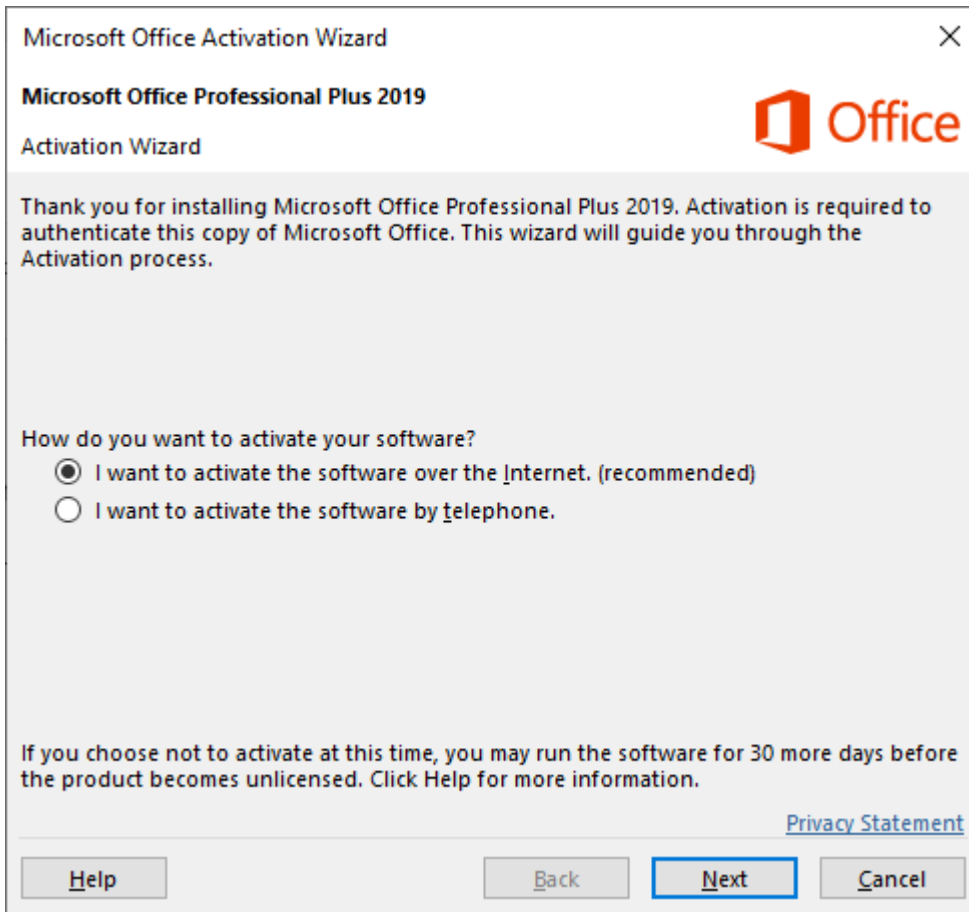 Microsoft Office Activation Wizard
Microsoft Office Professional Plus 2019
Office
Activation Wizard
Thank you for installing Microsoft Office Professional Plus 2019. Activation is required to
authenticate this copy of Microsoft Office. This wizard will guide you through the
Activation process.
How do you want to activate your software?
I want to activate the software over the Internet. (recommended)
I want to activate the software by telephone.
If you choose not to activate at this time, you may run the software for 30 more days before
the product becomes unlicensed. Click Help for more information.
Privacy Statement
Help Back Next Cancel